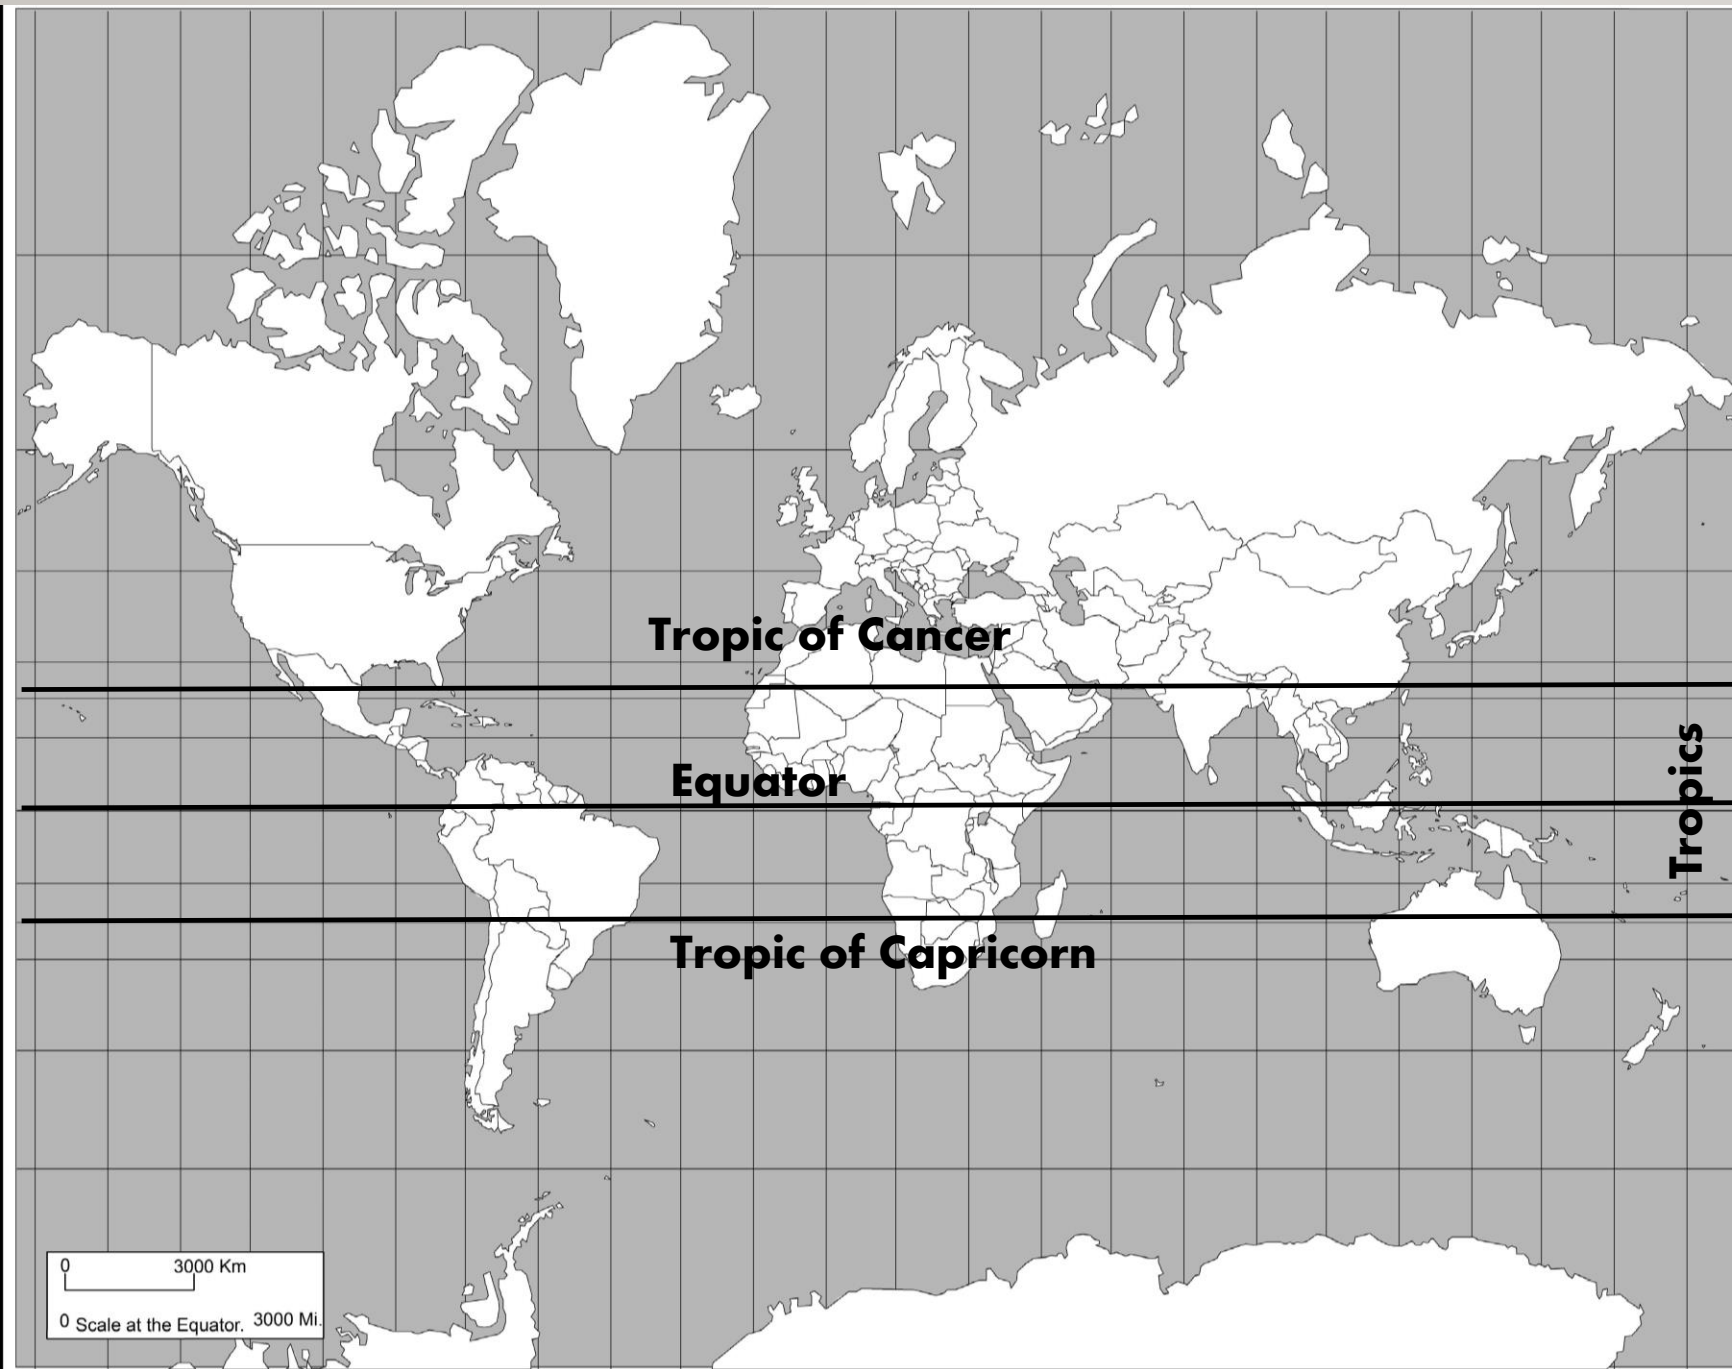 Tropic of Cancer
Equator
Tropics
Tropic of Capricorn
0 3000 Km
0 Scale at the Equator. 3000 Mi.